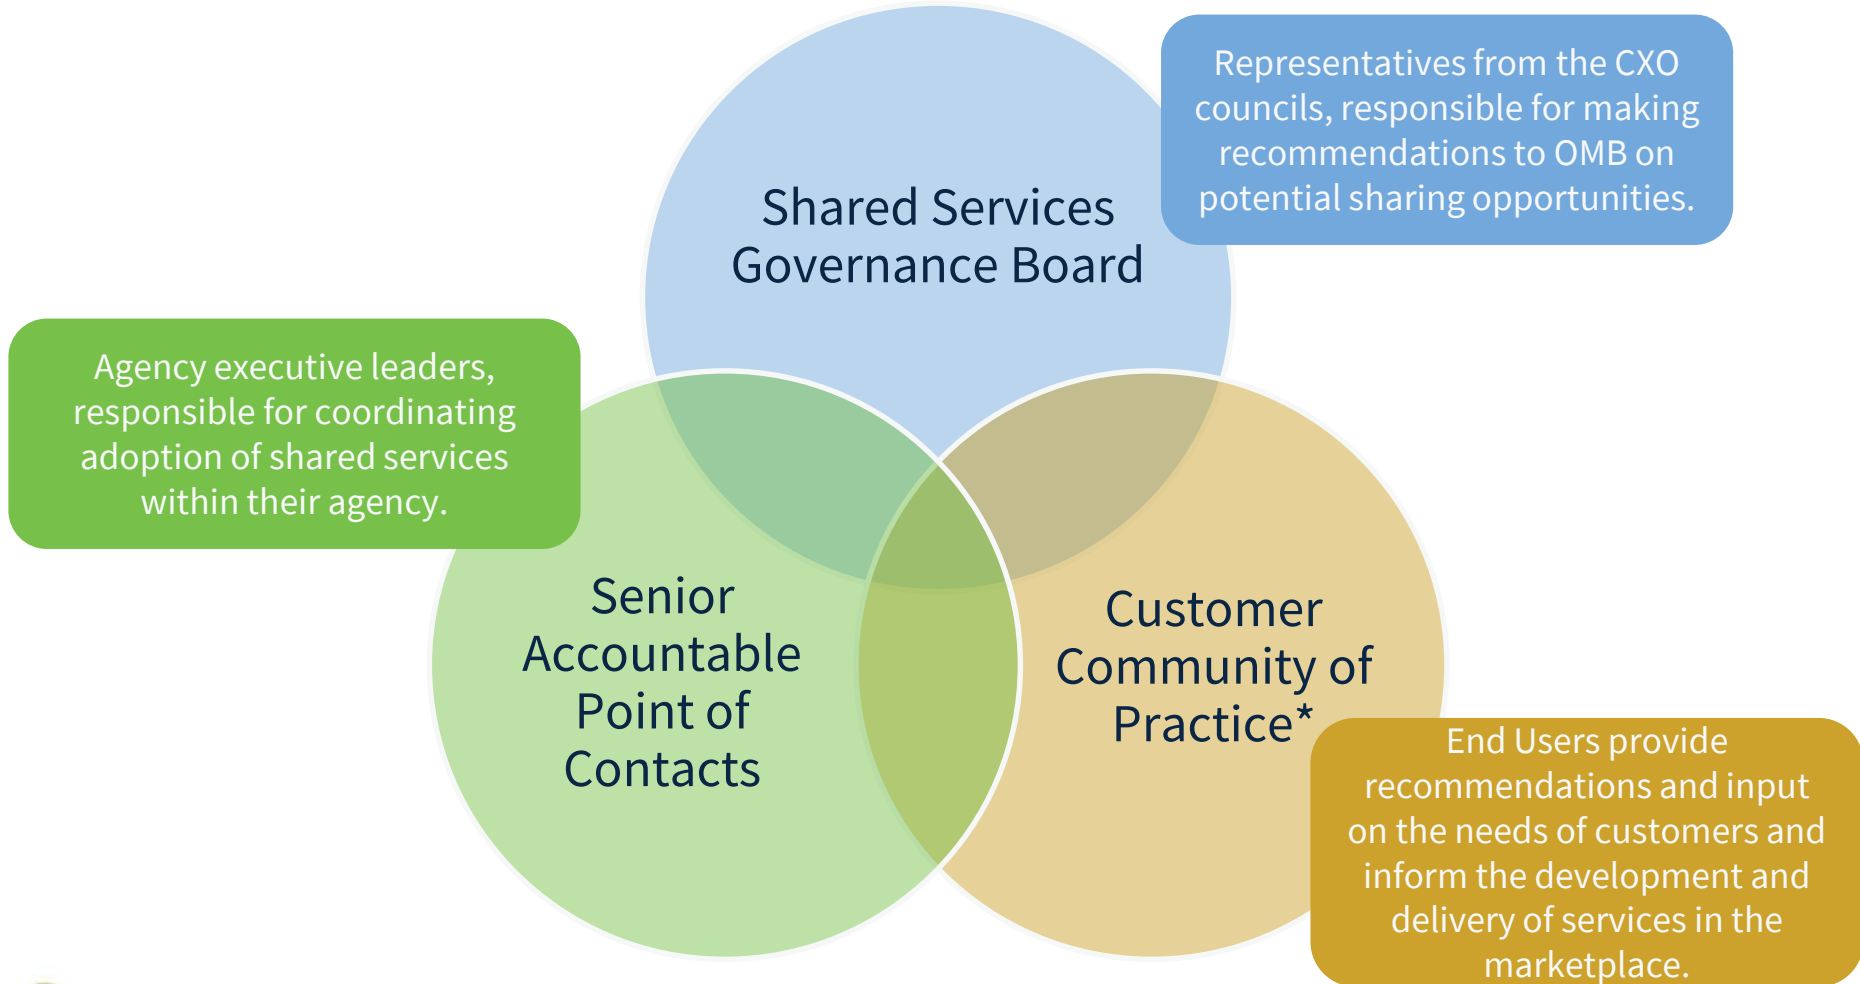 Representatives from the CXO
councils, responsible for making
recommendations to OMB on
potential sharing opportunities.
Shared Services
Governance Board
Agency executive leaders,
responsible for coordinating
adoption of shared services
within their agency.
Senior
Accountable
Point of
Contacts
Customer
Community of
Practice*
End Users provide
recommendations and input
on the needs of customers and
inform the development and
delivery of services in the
marketplace.